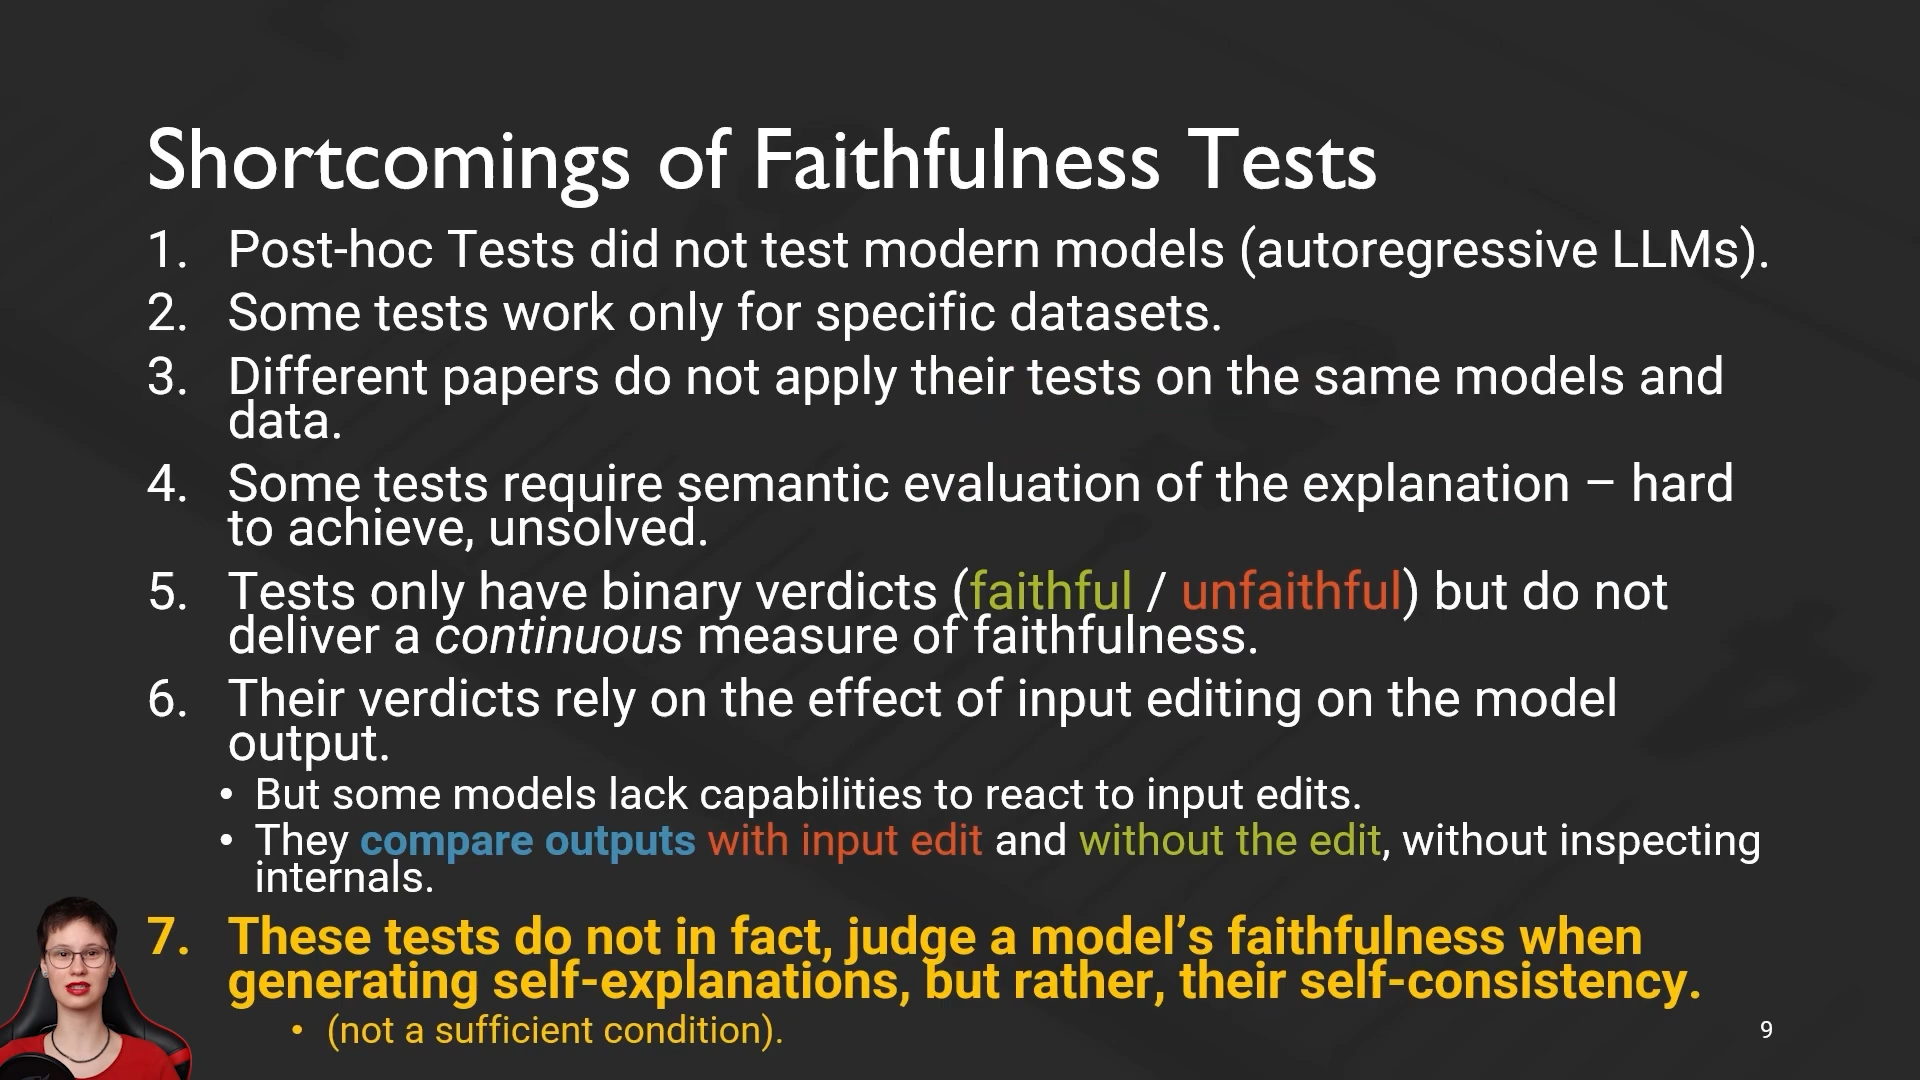 Shortcomings of Faithfulness Tests
1. Post-hoc Tests did not test modern models (autoregressive LLMs).
2. Some tests work only for specific datasets.
3. Different papers do not apply their tests on the same models and
data.
4. Some tests require semantic evaluation of the explanation – hard
to achieve, unsolved.
5. Tests only have binary verdicts (faithful / unfaithful) but do not
deliver a continuous measure of faithfulness.
6. Their verdicts rely on the effect of input editing on the model
output.
• But some models lack capabilities to react to input edits.
• They compare outputs with input edit and without the edit, without inspecting
internals.
7. These tests do not in fact, judge a model’s faithfulness when
generating self-explanations, but rather, their self-consistency.
• (not a sufficient condition).
9